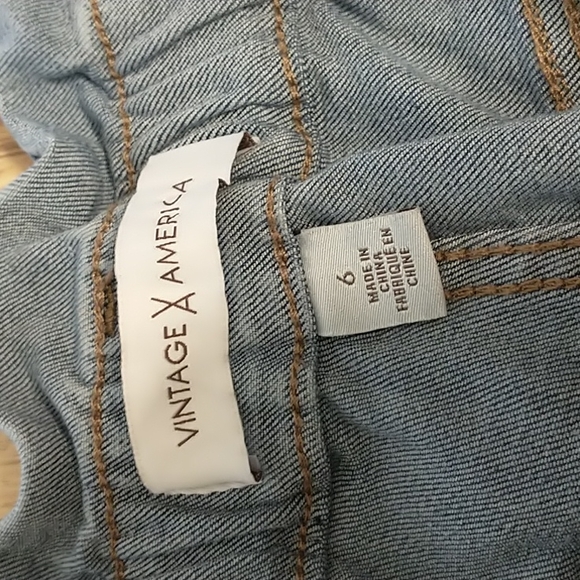 VINTAGE AMERICA
6
MADE IN
CHINA
FABRIQUÉ EN
CHINE